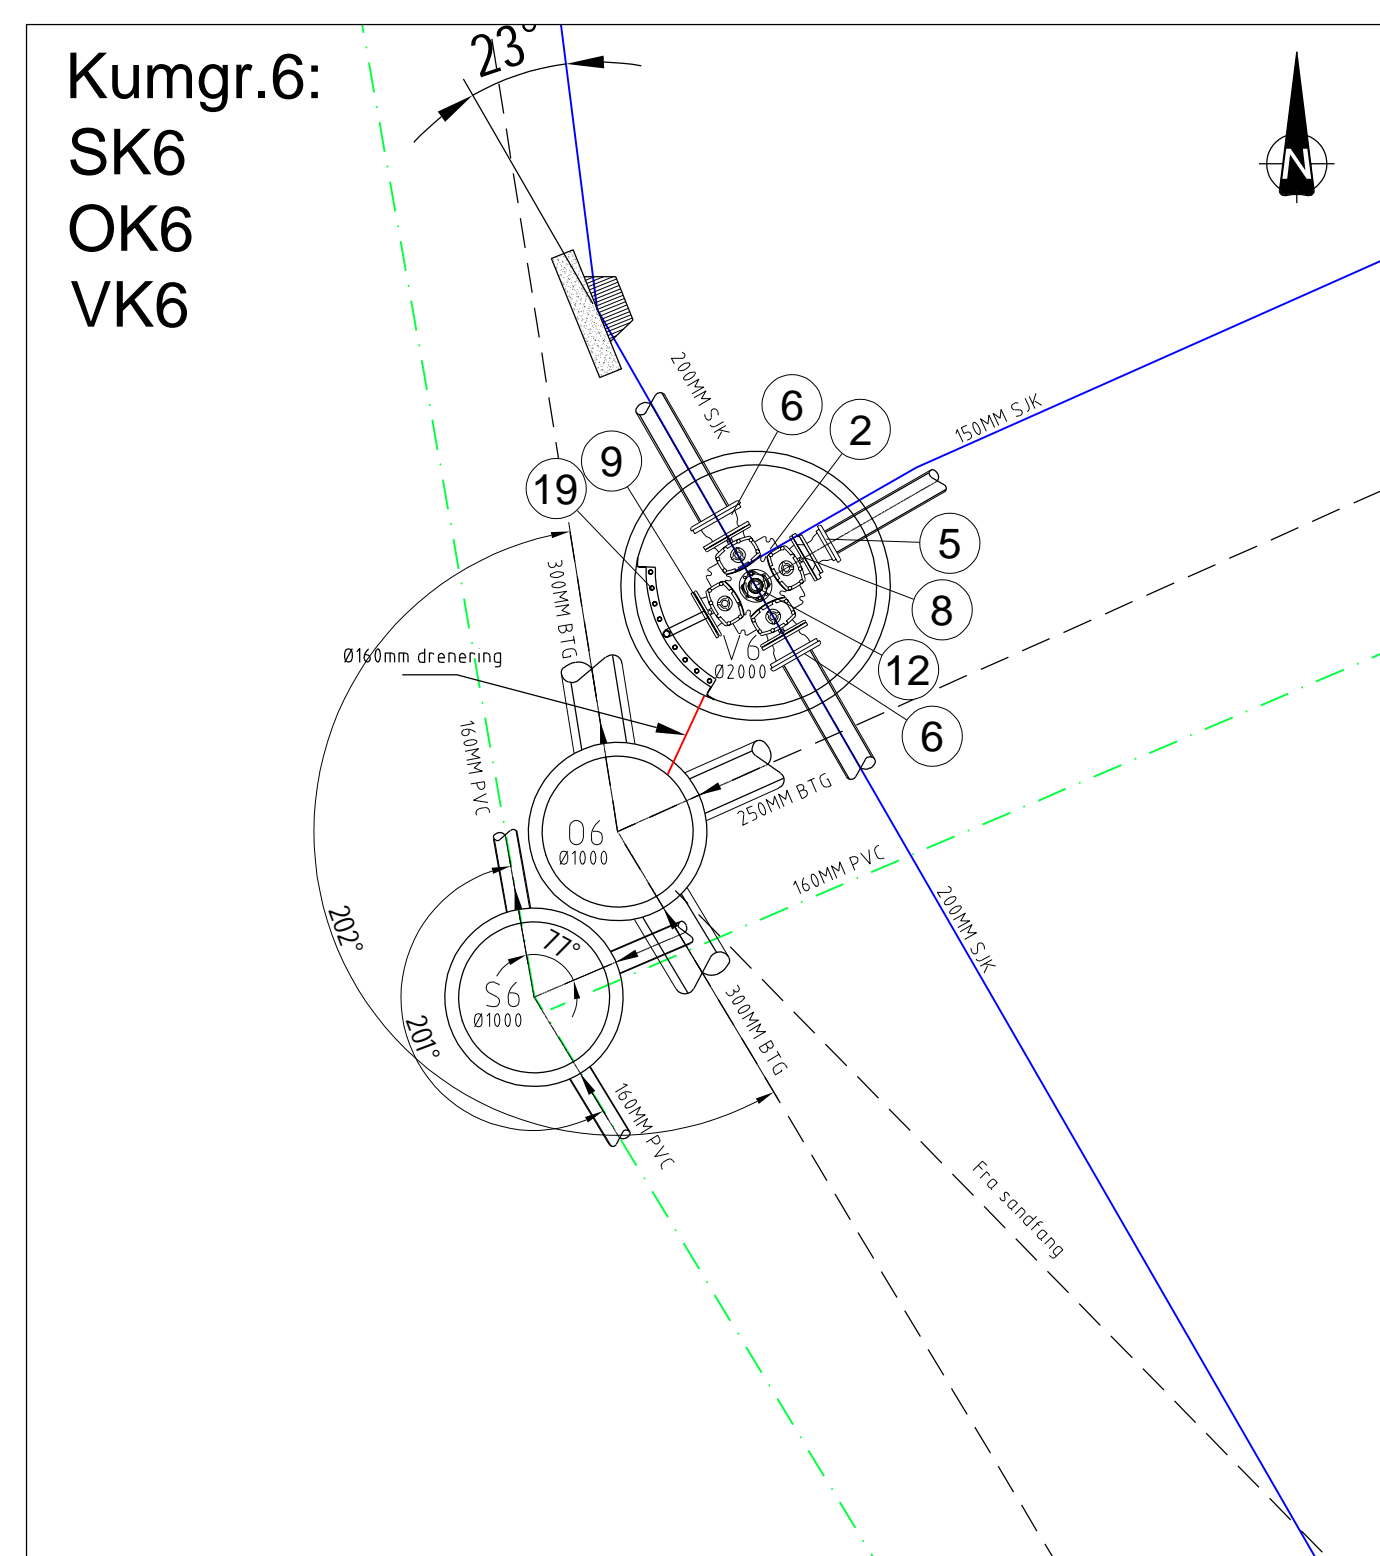 Kumgr.6:
SK6
OK6
VK6
23°
N
200MM SJK
150MM SJK
6
2
9
19
5
8
12
6
V6
Ø2000
300MM BTG
Ø160mm drenering
160MM PVC
250MM BTG
O6
Ø1000
160MM PVC
200MM SJK
202°
77°
S6
Ø1000
201°
300MM BTG
160MM PVC
Fra sandfang